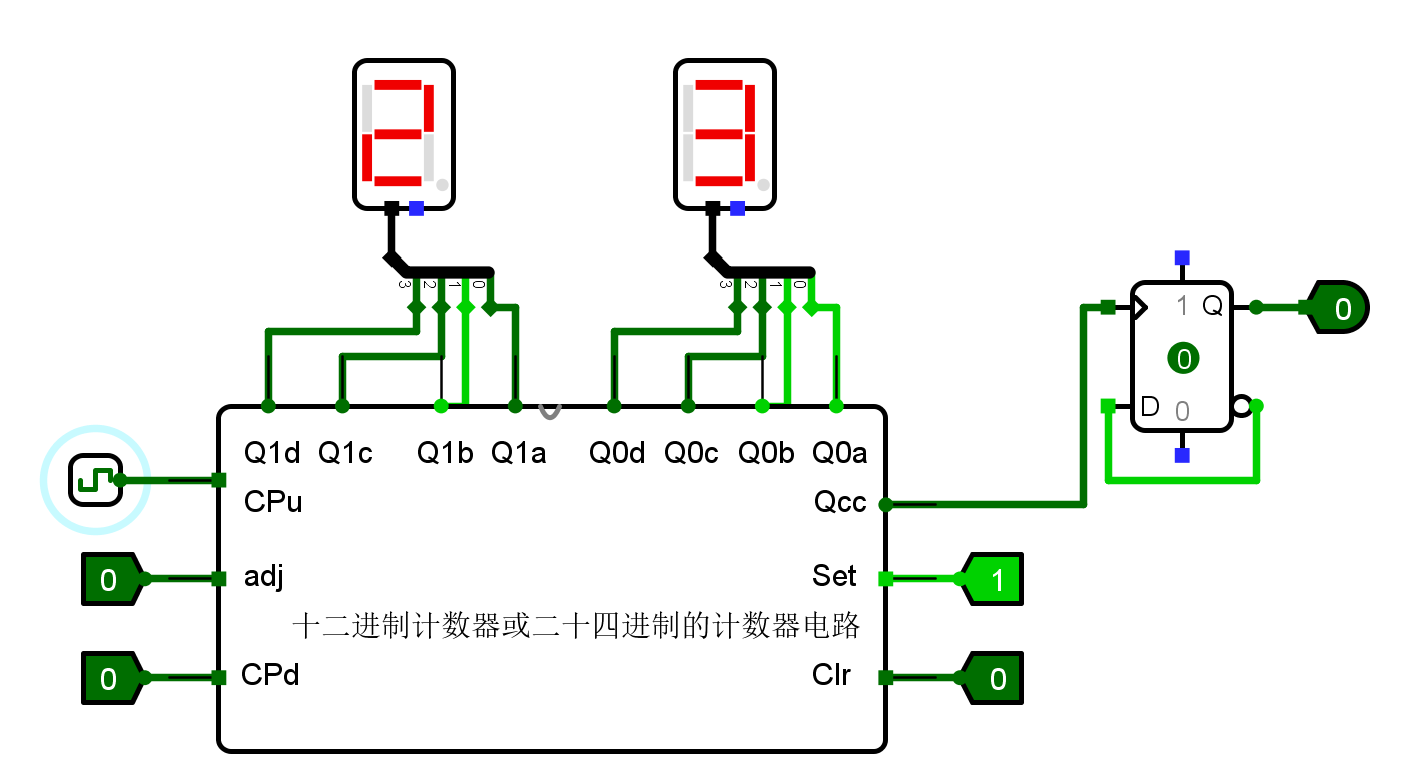 2 3
3 2 1 0 3 2 1 0
1 Q 0
0
D 0
Q1d Q1c Q1b Q1a Q0d Q0c Q0b Q0a
CPu Qcc
0 adj Set 1
十二进制计数器或二十四进制的计数器电路
0 CPd Clr 0